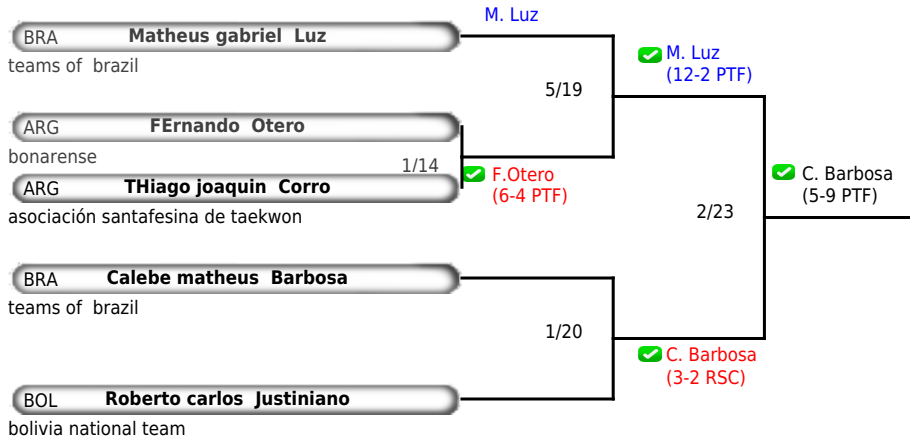 M. Luz
BRA Matheus gabriel Luz
teams of brazil
M. Luz
(12-2 PTF)
5/19
ARG FErnando Otero
bonarense
1/14
F.Otero
(6-4 PTF)
ARG THiago joaquin Corro
asociación santafesina de taekwon
C. Barbosa
(5-9 PTF)
2/23
BRA Calebe matheus Barbosa
teams of brazil
1/20
C. Barbosa
(3-2 RSC)
BOL Roberto carlos Justiniano
bolivia national team